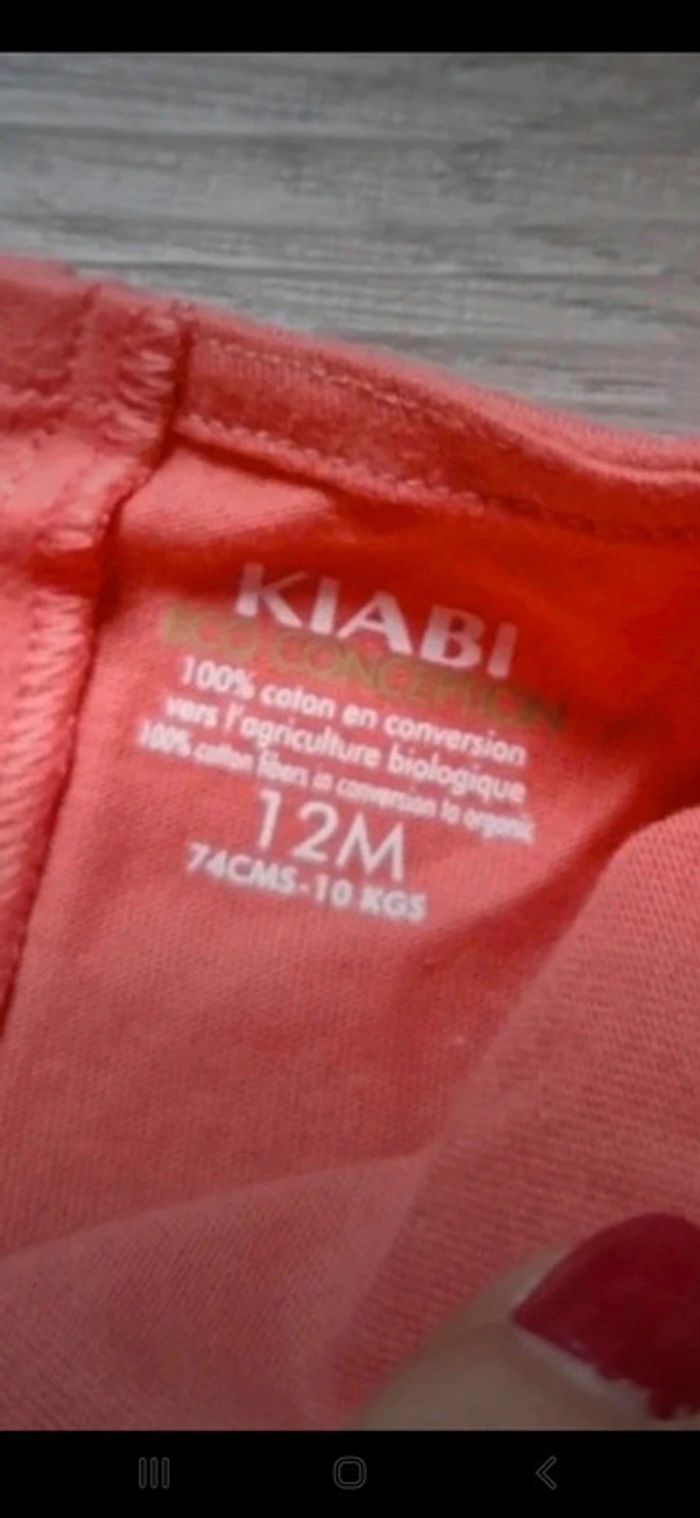 KIABI
ECO CONCEPTION
100% coton en conversion
vers l'agriculture biologique
100% cotton fibers in conversion to organic
12M
74CMS-10 KGS